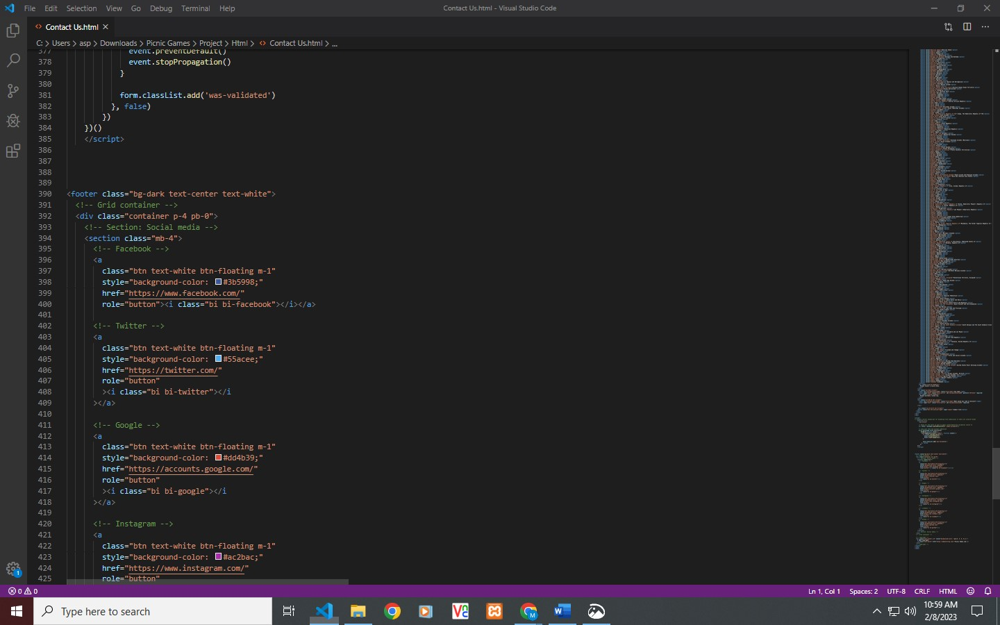 File Edit Selection View Go Debug Terminal Help
Contact Us.html - Visual Studio Code
<> Contact Us.html ×
C: > Users > asp > Downloads > Picnic Games > Project > Html > <> Contact Us.html > ...
377 event.preventDefault()
378 event.stopPropagation()
379 }
380
381 form.classList.add('was-validated')
382 }, false)
383 })
384 })()
385 </script>
386
387
388
389
390 <footer class="bg-dark text-center text-white">
391 <!-- Grid container -->
392 <div class="container p-4 pb-0">
393 <!-- Section: Social media -->
394 <section class="mb-4">
395 <!-- Facebook -->
396 <a
397 class="btn text-white btn-floating m-1"
398 style="background-color: #3b5998;"
399 href="https://www.facebook.com/"
400 role="button"><i class="bi bi-facebook"></i></a>
401
402 <!-- Twitter -->
403 <a
404 class="btn text-white btn-floating m-1"
405 style="background-color: #55acee;"
406 href="https://twitter.com/"
407 role="button"
408 ><i class="bi bi-twitter"></i
409 ></a>
410
411 <!-- Google -->
412 <a
413 class="btn text-white btn-floating m-1"
414 style="background-color: #dd4b39;"
415 href="https://accounts.google.com/"
416 role="button"
417 ><i class="bi bi-google"></i
418 ></a>
419
420 <!-- Instagram -->
421 <a
422 class="btn text-white btn-floating m-1"
423 style="background-color: #ac2bac;"
424 href="https://www.instagram.com/"
425 role="button"
1
0 0
Ln 1, Col 1 Spaces: 2 UTF-8 CRLF HTML
Type here to search
M
W
10:59 AM
2/8/2023